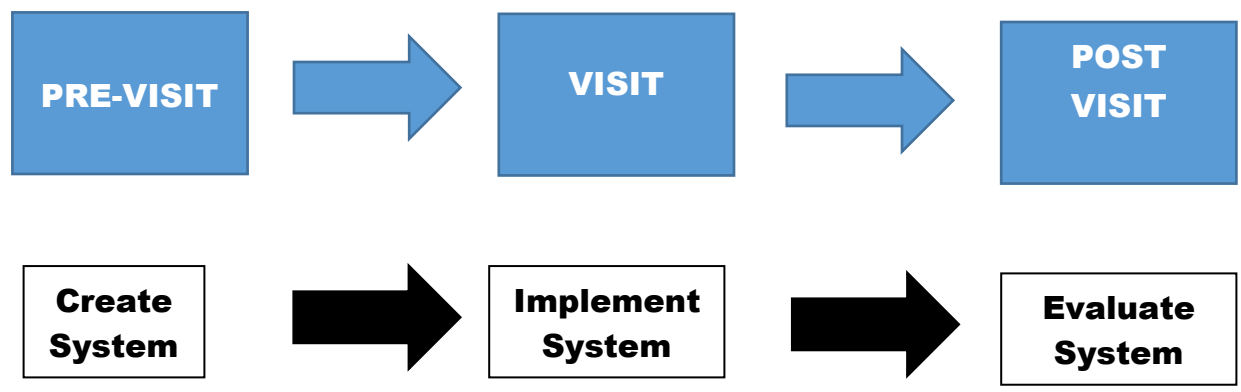 PRE-VISIT
VISIT
POST
VISIT
Create
System
Implement
System
Evaluate
System